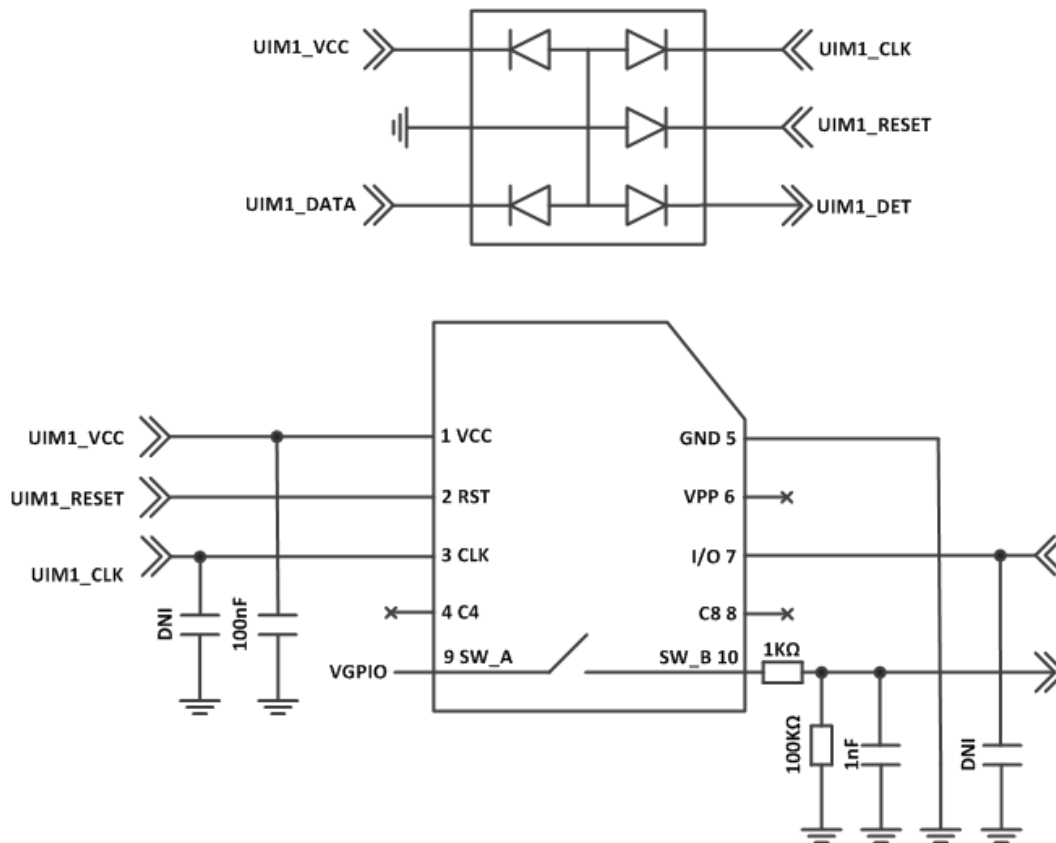 UIM1_VCC
UIM1_CLK
UIM1_RESET
UIM1_DATA
UIM1_DET
UIM1_VCC
1 VCC
GND 5
UIM1_RESET
2 RST
VPP 6
UIM1_CLK
3 CLK
I/O 7
DNI
100nF
4 C4
C8 8
VGPIO
9 SW_A
SW_B 10
1KΩ
100KΩ
1nF
DNI